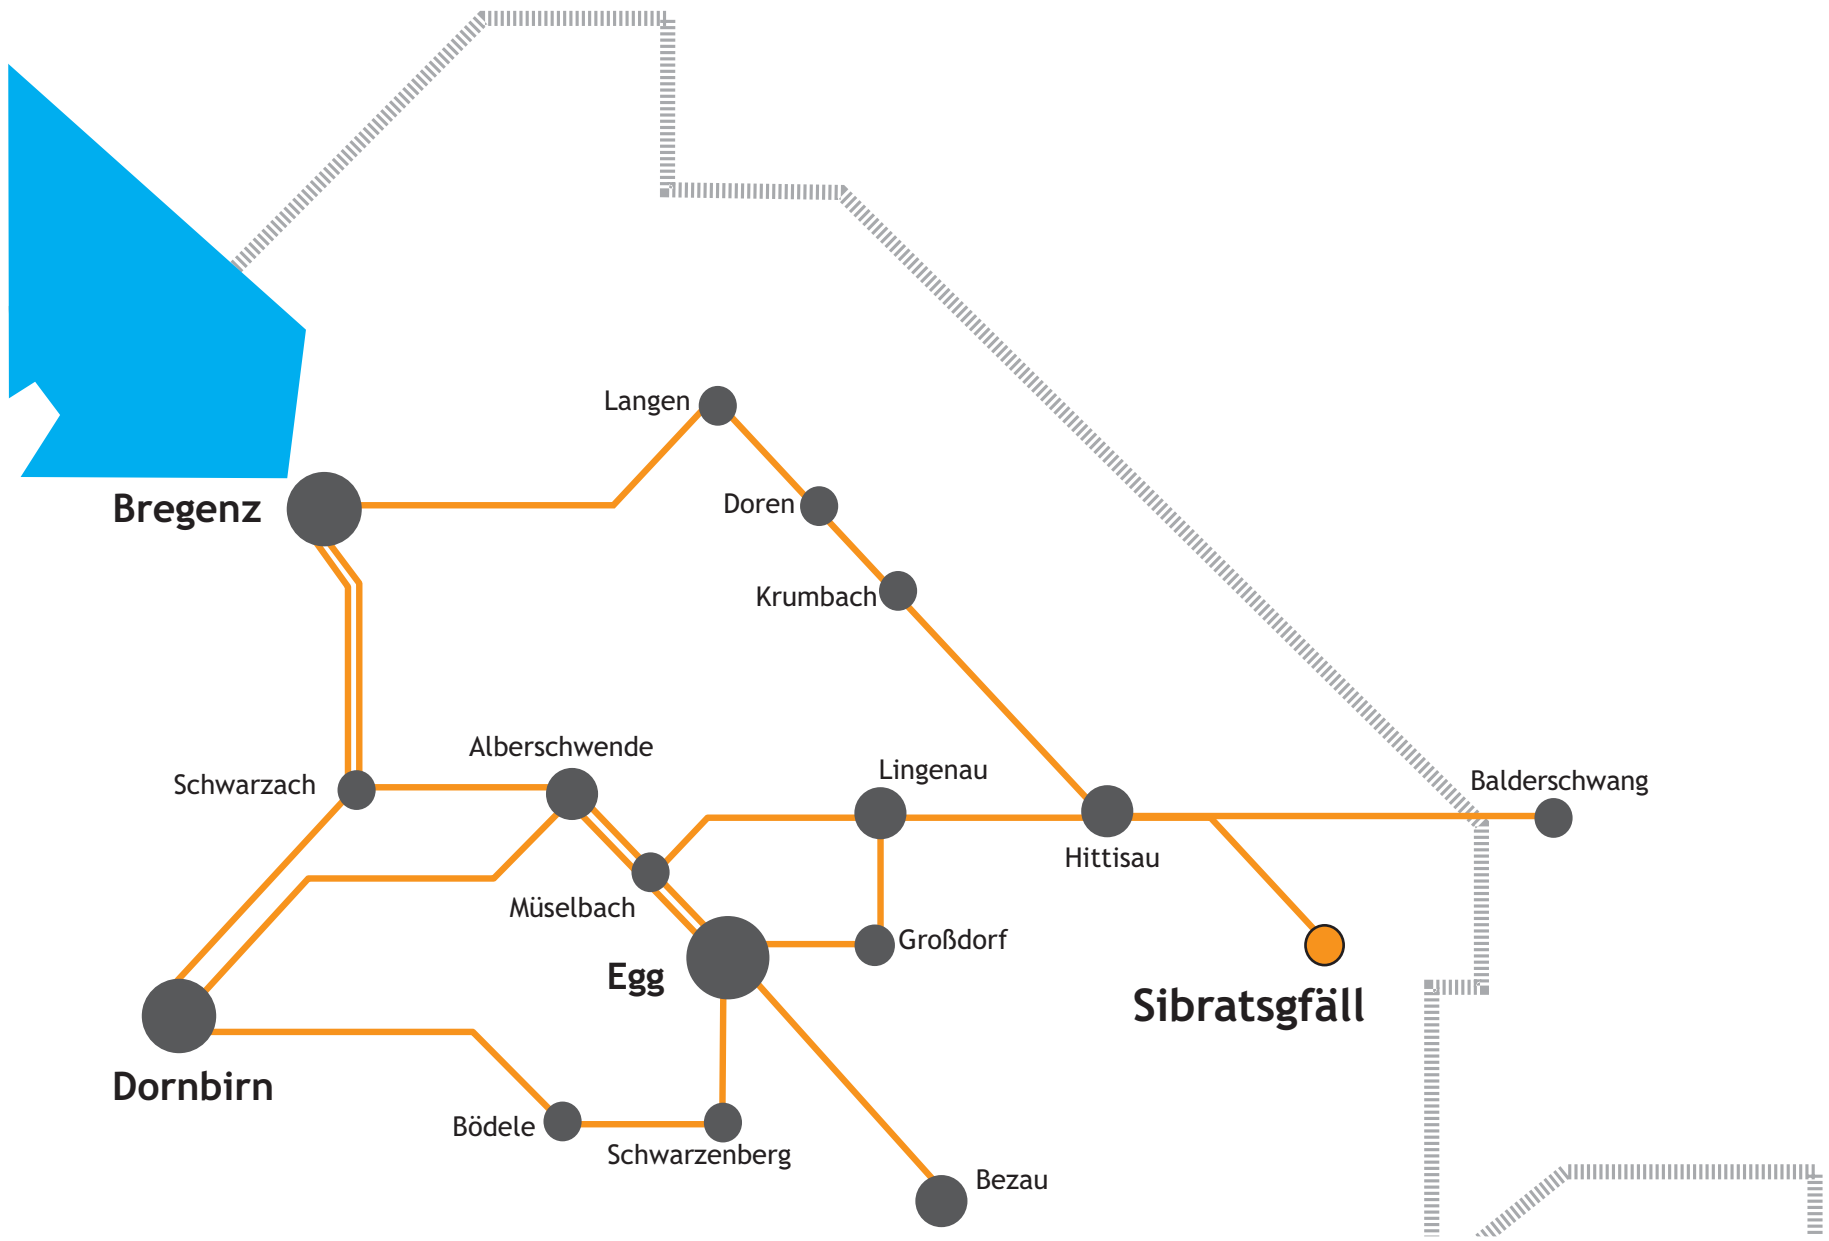 Langen
Bregenz
Doren
Krumbach
Alberschwende
Lingenau
Balderschwang
Schwarzach
Hittisau
Müselbach
Großdorf
Egg
Sibratsgfäll
Dornbirn
Bödele
Schwarzenberg
Bezau